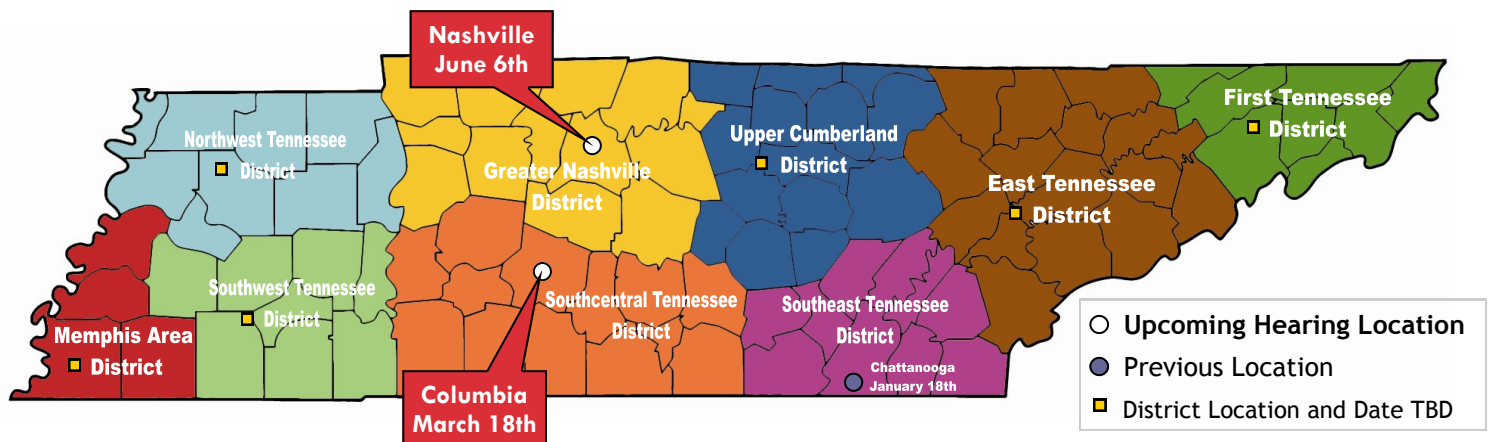 Nashville
June 6th
Northwest Tennessee
District
Greater Nashville
District
Upper Cumberland
District
East Tennessee
District
First Tennessee
District
Memphis Area
District
Southwest Tennessee
District
Southcentral Tennessee
District
Southeast Tennessee
District
Chattanooga
January 18th
Columbia
March 18th
Upcoming Hearing Location
Previous Location
District Location and Date TBD